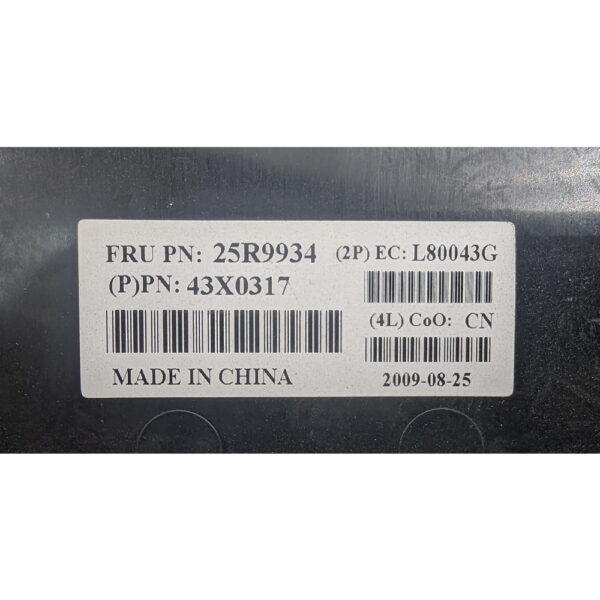 FRU PN: 25R9934
(P)PN: 43X0317
MADE IN CHINA
(2P) EC: L80043G
(4L) CoO: CN
2009-08-25